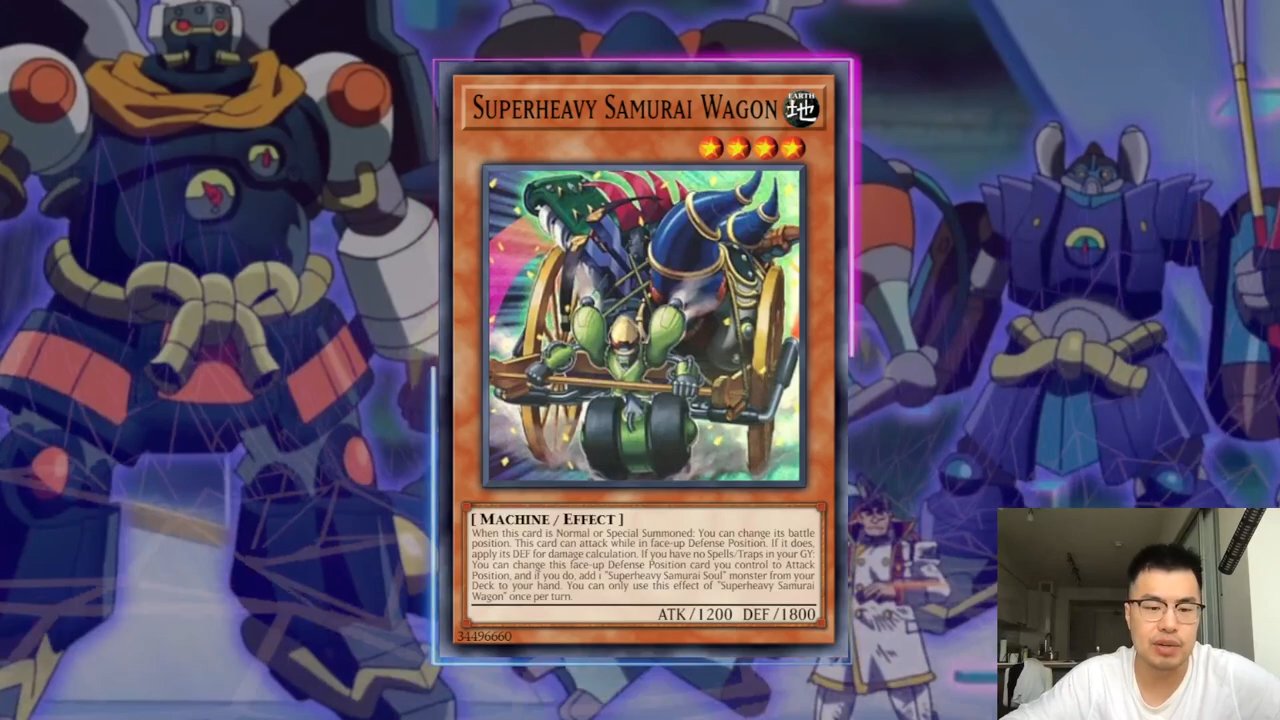 SUPERHEAVY SAMURAI WAGON
EARTH
地
[ MACHINE / EFFECT ]
When this card is Normal or Special Summoned: You can change its battle
position. This card can attack while in face-up Defense Position. If it does,
apply its DEF for damage calculation. If you have no Spells/Traps in your GY:
You can change this face-up Defense Position card you control to Attack
Position, and if you do, add 1 "Superheavy Samurai Soul" monster from your
Deck to your hand. You can only use this effect of "Superheavy Samurai
Wagon" once per turn.
ATK/1200 DEF/1800
34496660